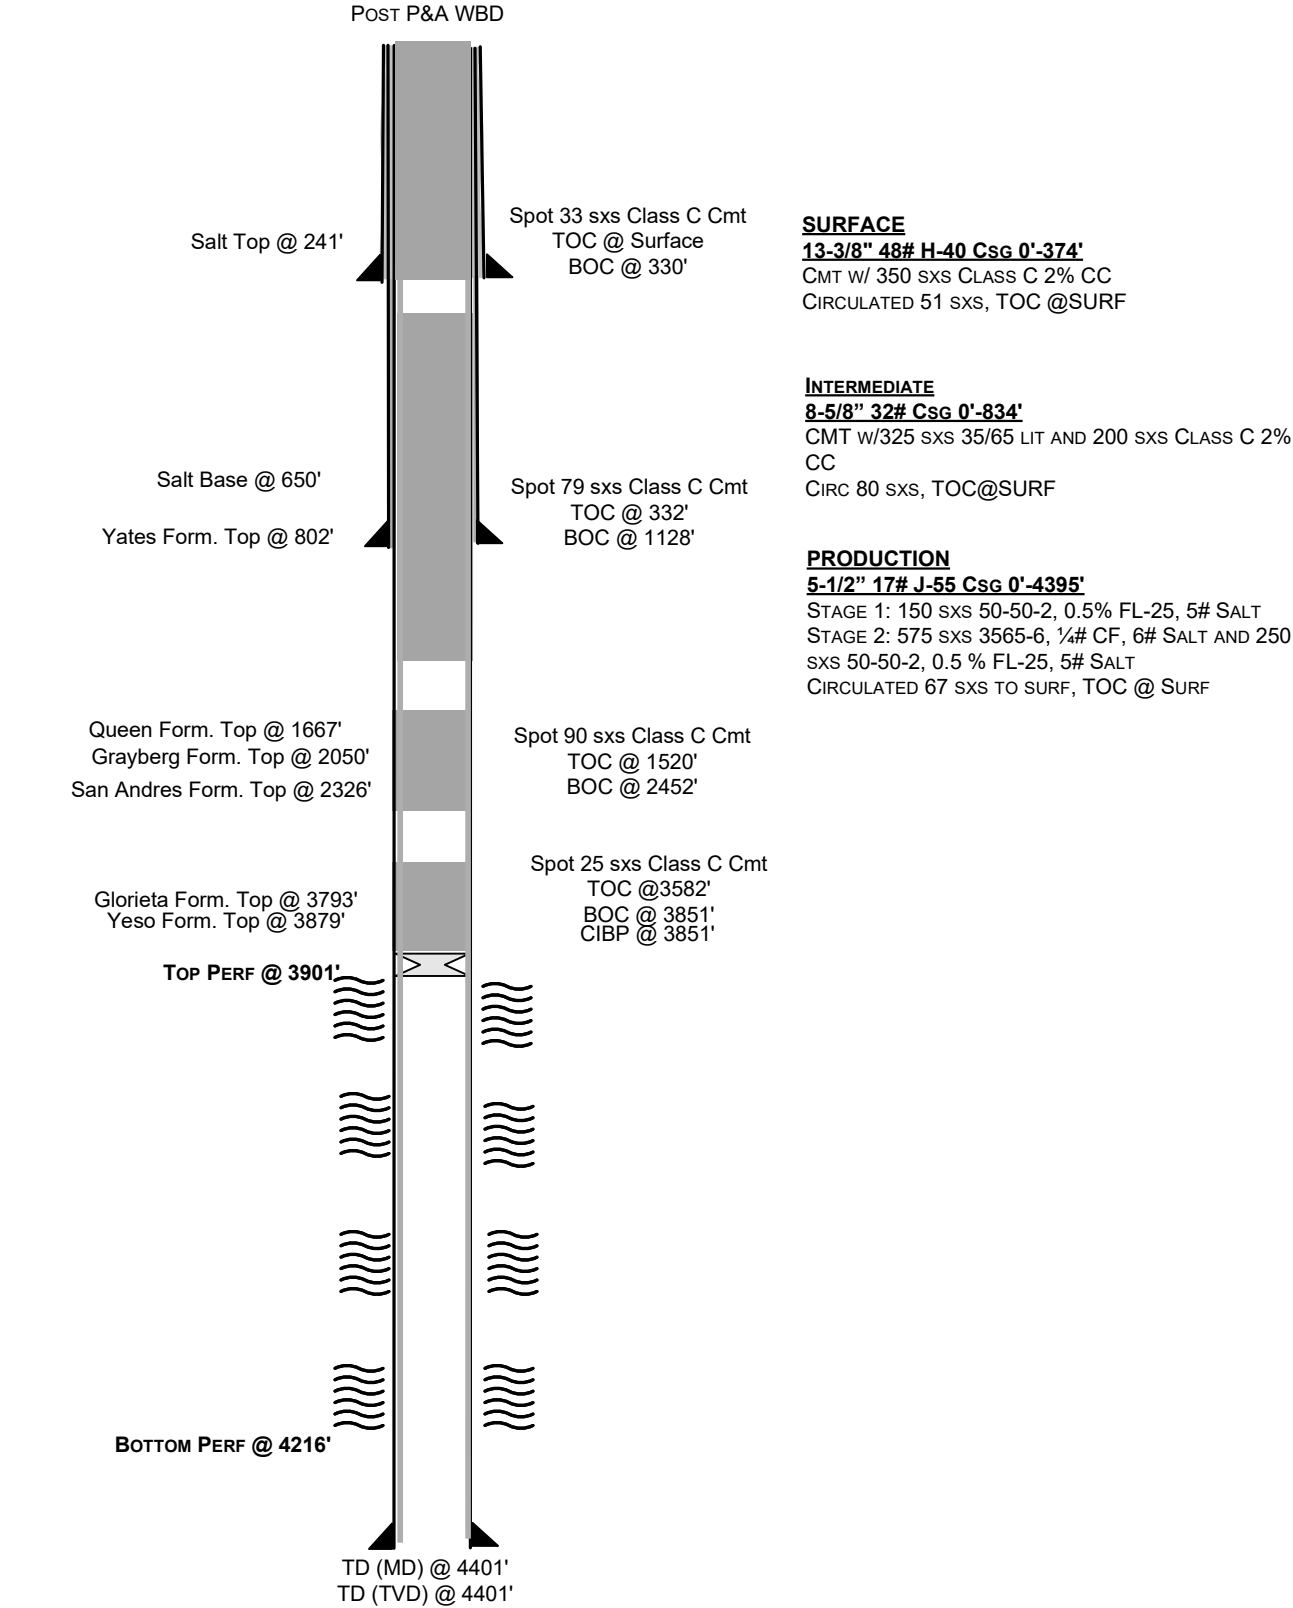 POST P&A WBD
Salt Top @ 241'
Spot 33 sxs Class C Cmt
TOC @ Surface
BOC @ 330'
SURFACE
13-3/8" 48# H-40 CSG 0'-374'
CMT W/ 350 SXS CLASS C 2% CC
CIRCULATED 51 SXS, TOC @SURF
INTERMEDIATE
8-5/8” 32# CSG 0'-834'
CMT W/325 SXS 35/65 LIT AND 200 SXS CLASS C 2%
CC
CIRC 80 SXS, TOC@SURF
Salt Base @ 650'
Yates Form. Top @ 802'
Spot 79 sxs Class C Cmt
TOC @ 332'
BOC @ 1128'
PRODUCTION
5-1/2” 17# J-55 CSG 0'-4395'
STAGE 1: 150 SXS 50-50-2, 0.5% FL-25, 5# SALT
STAGE 2: 575 SXS 3565-6, ¼# CF, 6# SALT AND 250
SXS 50-50-2, 0.5 % FL-25, 5# SALT
CIRCULATED 67 SXS TO SURF, TOC @ SURF
Queen Form. Top @ 1667'
Grayberg Form. Top @ 2050'
San Andres Form. Top @ 2326'
Spot 90 sxs Class C Cmt
TOC @ 1520'
BOC @ 2452'
Glorieta Form. Top @ 3793'
Yeso Form. Top @ 3879'
Spot 25 sxs Class C Cmt
TOC @3582'
BOC @ 3851'
CIBP @ 3851'
TOP PERF @ 3901'
BOTTOM PERF @ 4216'
TD (MD) @ 4401'
TD (TVD) @ 4401'